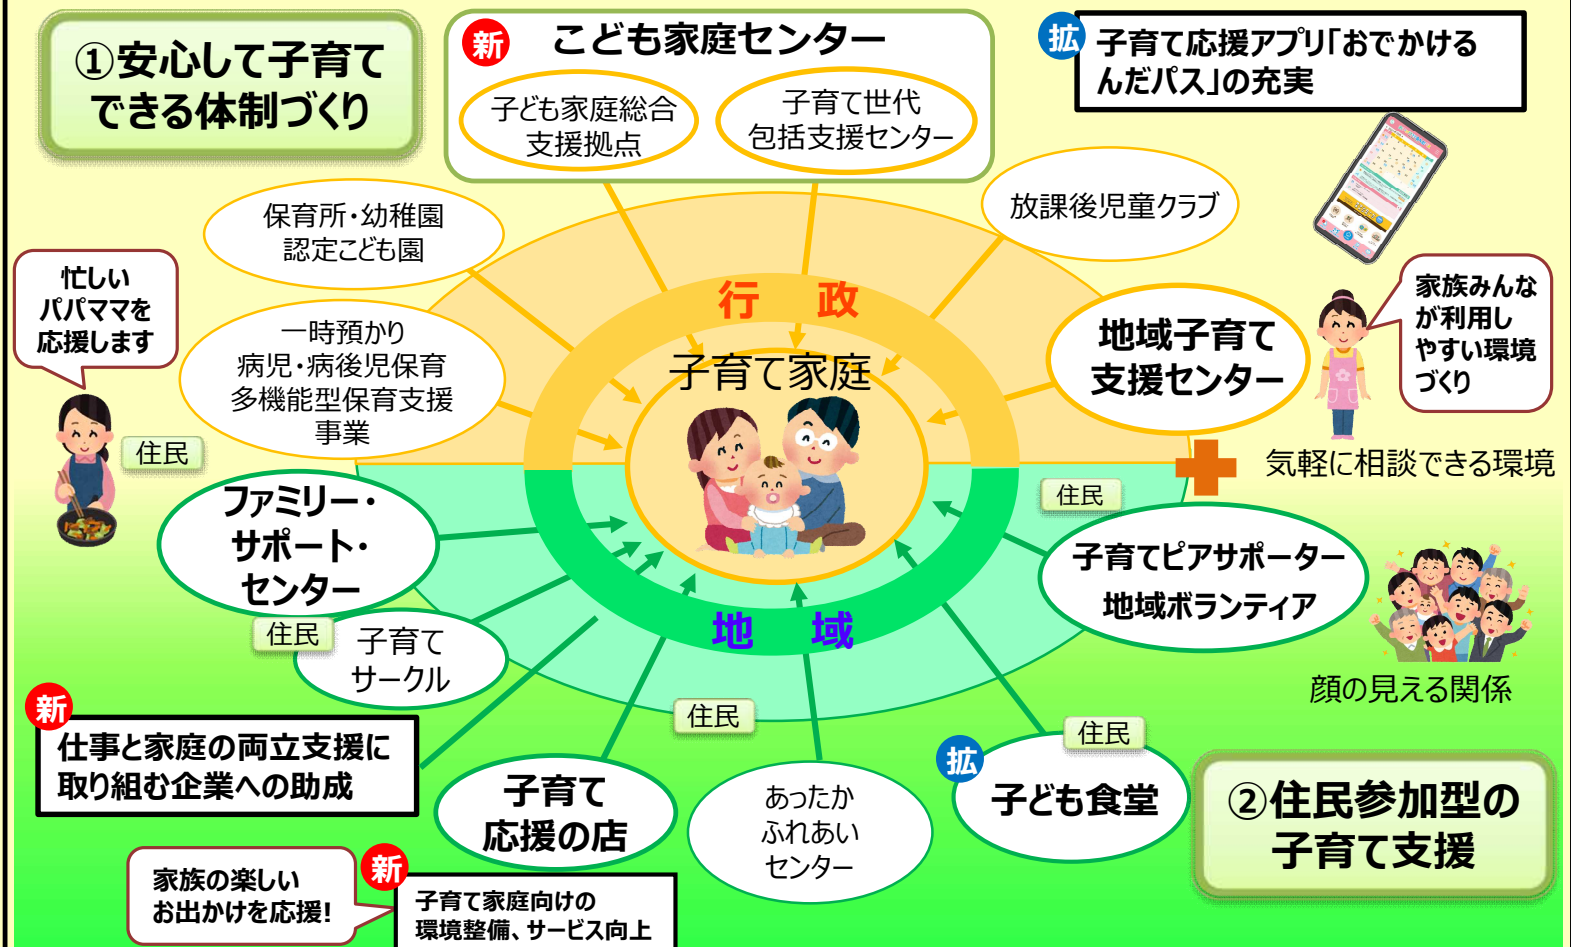 ①安心して子育て
できる体制づくり
新
こども家庭センター
子ども家庭総合
支援拠点
子育て世代
包括支援センター
拡
子育て応援アプリ「おでかける
んだパス」の充実
保育所・幼稚園
認定こども園
放課後児童クラブ
忙しい
パパママを
応援します
一時預かり
病児・病後児保育
多機能型保育支援
事業
行 政
子育て家庭
地域子育て
支援センター
家族みんな
が利用し
やすい環境
づくり
住民
気軽に相談できる環境
ファミリー・
サポート・
センター
住民
子育てピアサポーター
地域ボランティア
住民
子育て
サークル
地 域
顔の見える関係
新
仕事と家庭の両立支援に
取り組む企業への助成
住民
住民
子育て
応援の店
あったか
ふれあい
センター
拡
子ども食堂
②住民参加型の
子育て支援
家族の楽しい
お出かけを応援!
新
子育て家庭向けの
環境整備、サービス向上